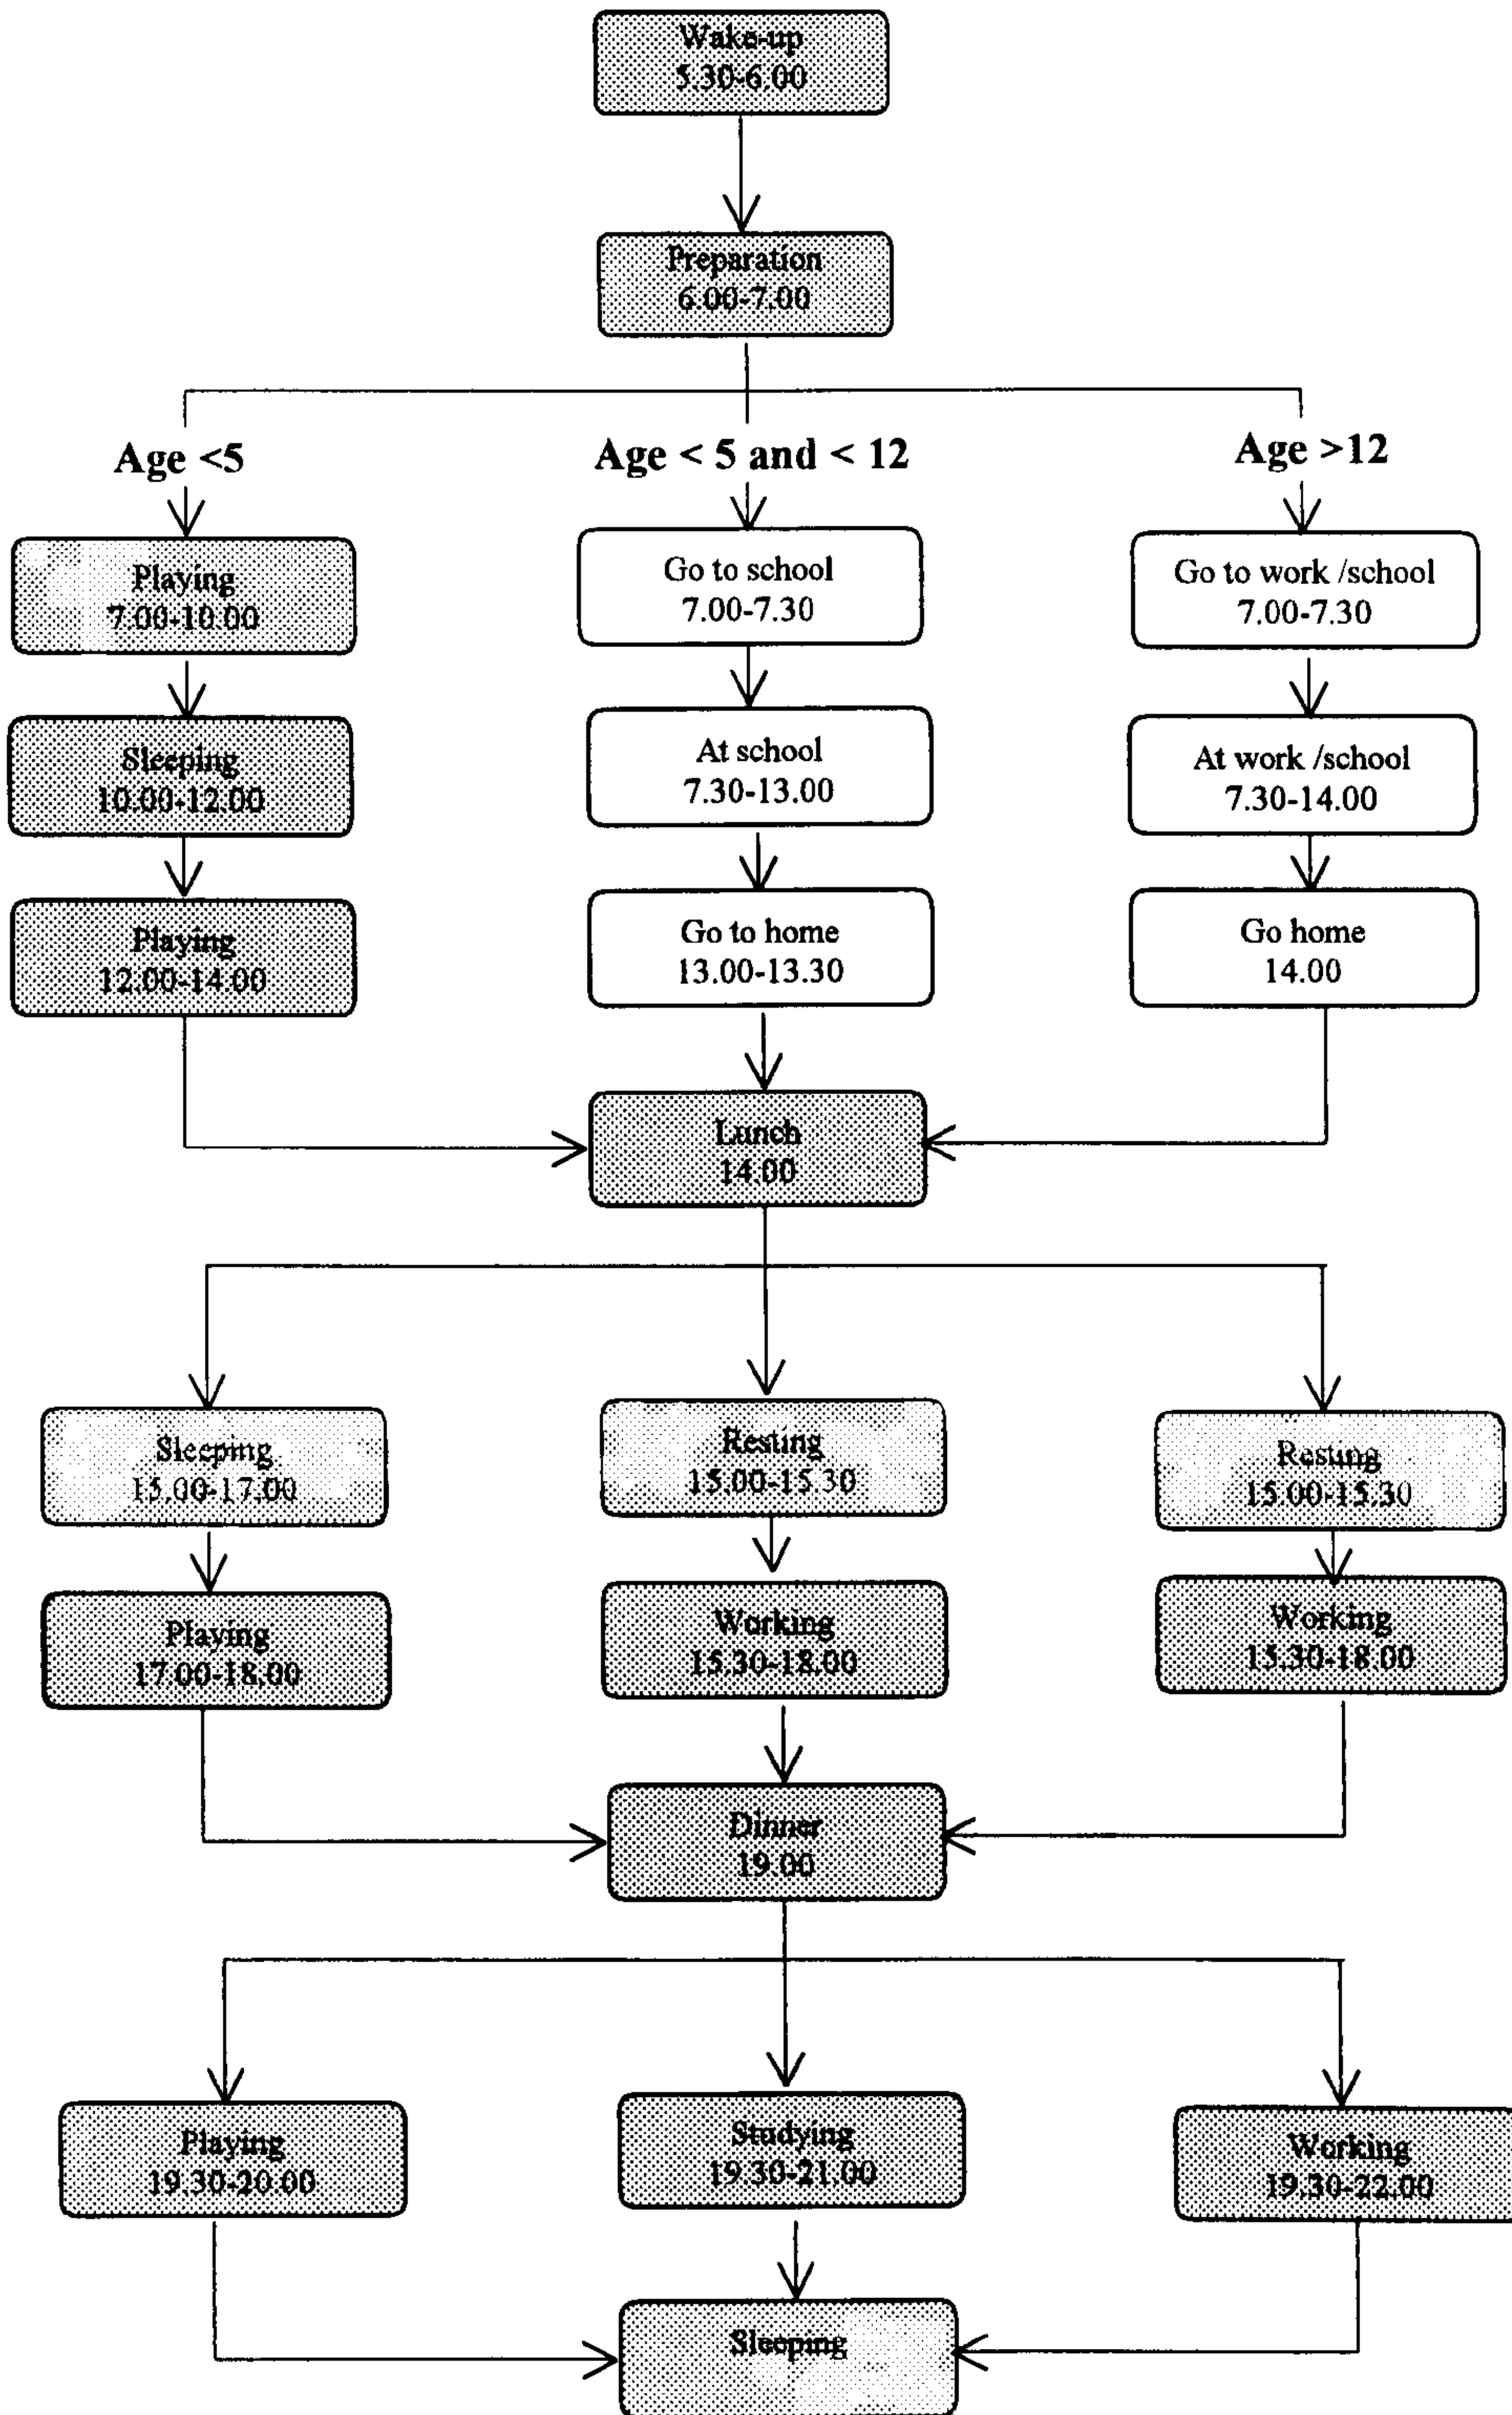 Wake-up
5.30-6.00
Preparation
6.00-7.00
Age <5
Age < 5 and < 12
Age >12
Playing
7.00-10.00
Go to school
7.00-7.30
Go to work /school
7.00-7.30
Sleeping
10.00-12.00
At school
7.30-13.00
At work /school
7.30-14.00
Playing
12.00-14.00
Go to home
13.00-13.30
Go home
14.00
Lunch
14.00
Sleeping
15.00-17.00
Resting
15.00-15.30
Resting
15.00-15.30
Playing
17.00-18.00
Working
15.30-18.00
Working
15.30-18.00
Dinner
19.00
Playing
19.30-20.00
Studying
19.30-21.00
Working
19.30-22.00
Sleeping